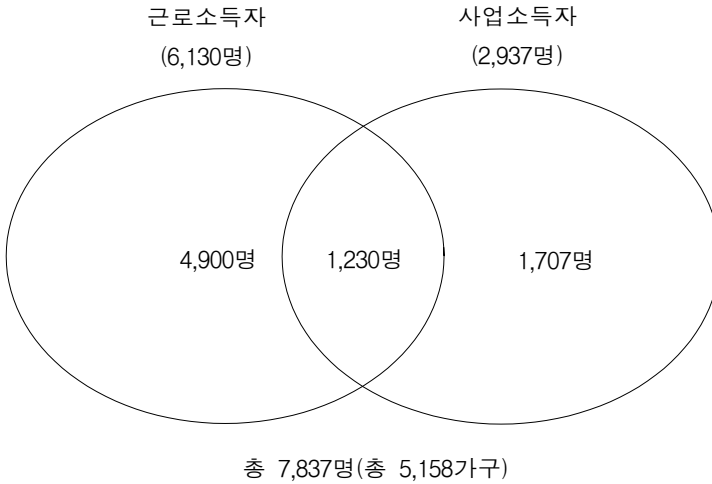 근로소득자 사업소득자
(6,130명) (2,937명)
4,900명 1,230명 1,707명
총 7,837명(총 5,158가구)